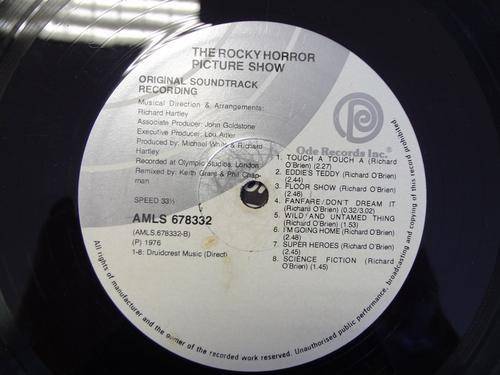 THE ROCKY HORROR
PICTURE SHOW
ORIGINAL SOUNDTRACK
RECORDING
Musical Direction & Arrangements:
Richard Hartley
Associate Producer: John Goldstone
Executive Producer: Lou Adler
Produced by: Michael White & Richard
Hartley
Recorded at Olympic Studios: London
Remixed by: Keith Grant & Phil Chap-
man
SPEED 33⅓
AMLS 678332
(AMLS.678332-B)
(P) 1976
1-8: Druidcrest Music (Direct)
Ode Records Inc.®
1. TOUCH A TOUCH A (Richard
O'Brien) (2.27)
2. EDDIE'S TEDDY (Richard O'Brien)
(2.44)
3. FLOOR SHOW (Richard O'Brien)
(2.46)
4. FANFARE/DON'T DREAM IT
(Richard O'Brien) (0.32/3.02)
5. WILD AND UNTAMED THING
(Richard O'Brien) (1.53)
6. I'M GOING HOME (Richard O'Brien)
(2.48)
7. SUPER HEROES (Richard O'Brien)
(2.45)
8. SCIENCE FICTION (Richard
O'Brien) (1.45)
All rights of manufacturer and the owner of the recorded work reserved. Unauthorised public performance, broadcasting and copying of this record prohibited